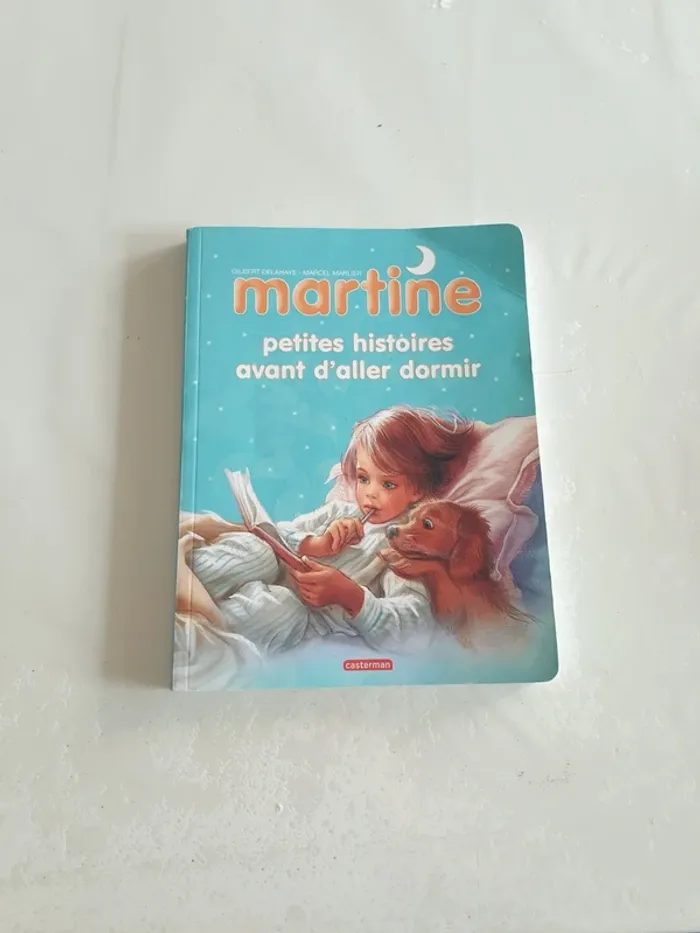 GILBERT DELAHAYE - MARCEL MARLIER
martine
petites histoires
avant d'aller dormir
casterman